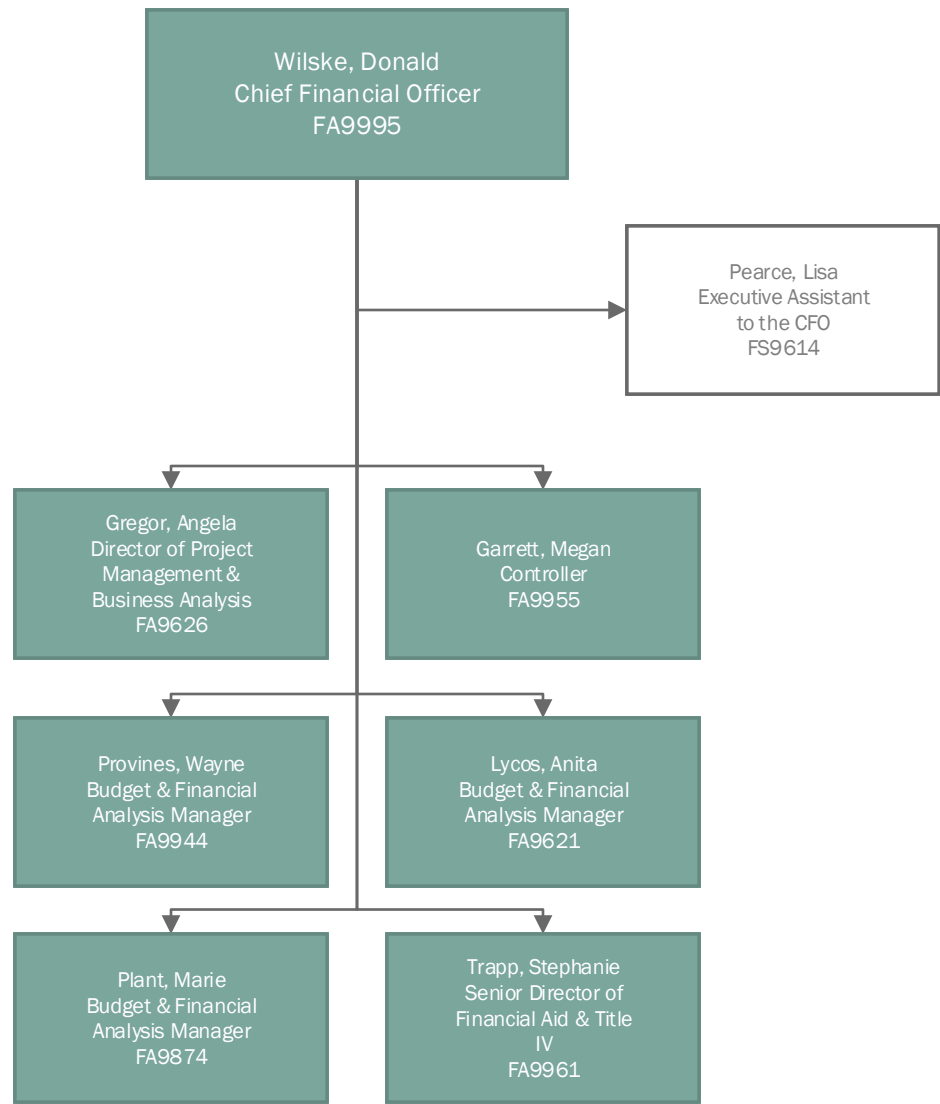 Wilske, Donald
Chief Financial Officer
FA9995
Pearce, Lisa
Executive Assistant
to the CFO
FS9614
Gregor, Angela
Director of Project
Management &
Business Analysis
FA9626
Garrett, Megan
Controller
FA9955
Provines, Wayne
Budget & Financial
Analysis Manager
FA9944
Lycos, Anita
Budget & Financial
Analysis Manager
FA9621
Plant, Marie
Budget & Financial
Analysis Manager
FA9874
Trapp, Stephanie
Senior Director of
Financial Aid & Title
IV
FA9961